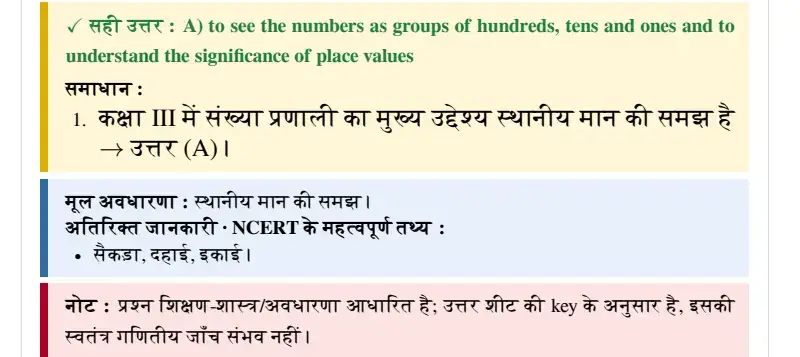 ✓ सही उत्तर : A) to see the numbers as groups of hundreds, tens and ones and to
understand the significance of place values
समाधान :
1. कक्षा III में संख्या प्रणाली का मुख्य उद्देश्य स्थानीय मान की समझ है
→ उत्तर (A)।
मूल अवधारणा : स्थानीय मान की समझ।
अतिरिक्त जानकारी · NCERT के महत्वपूर्ण तथ्य :
• सैकडा, दहाई, इकाई।
नोट : प्रश्न शिक्षण-शास्त्र/अवधारणा आधारित है; उत्तर शीट की key के अनुसार है, इसकी
स्वतंत्र गणितीय जाँच संभव नहीं।